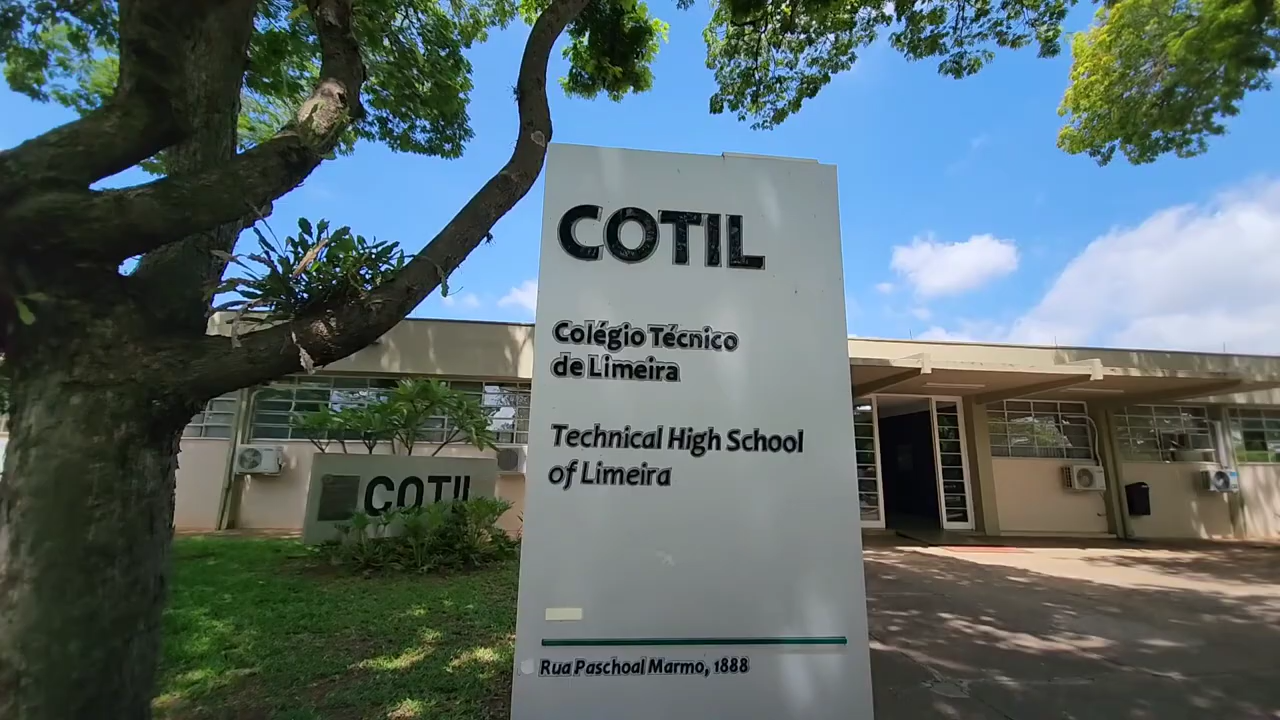 COTIL
Colégio Técnico
de Limeira
Technical High School
of Limeira
Rua Paschoal Marmo, 1888
COTIL